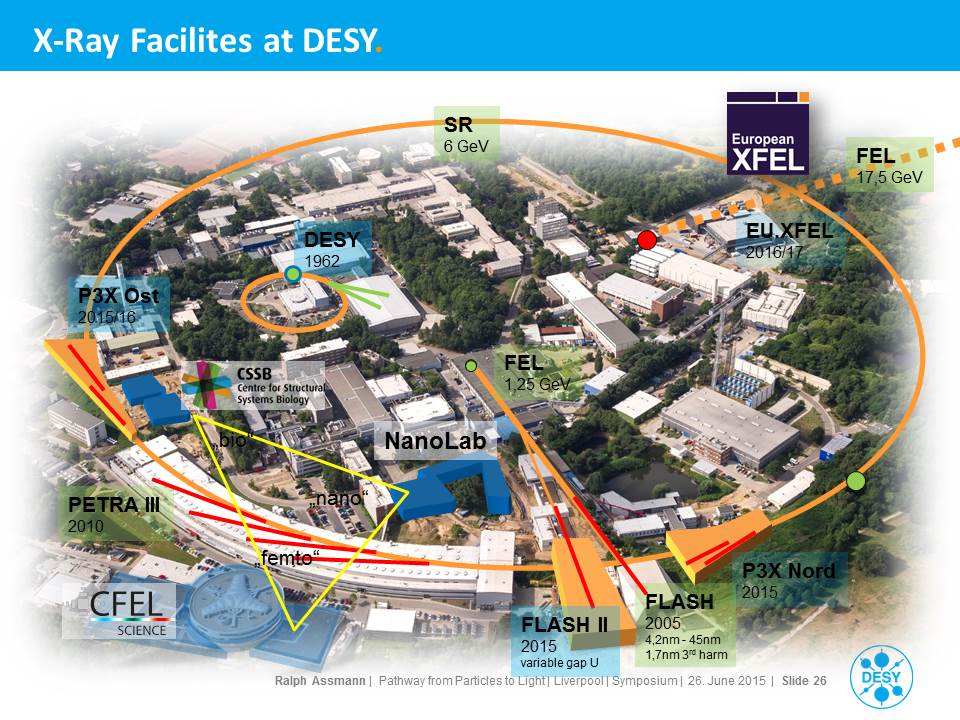 X-Ray Facilites at DESY.
SR
6 GeV
European
XFEL
FEL
17,5 GeV
DESY
1962
EU.XFEL
2016/17
P3X Ost
2015/16
FEL
1,25 GeV
CSSB
Centre for Structural
Systems Biology
„bio“
NanoLab
„nano“
PETRA III
2010
„femto“
P3X Nord
2015
CFEL
SCIENCE
FLASH II
2015
variable gap U
FLASH
2005
4,2nm - 45nm
1,7nm 3rd harm
Ralph Assmann | Pathway from Particles to Light | Liverpool | Symposium | 26. June 2015 | Slide 26
DESY